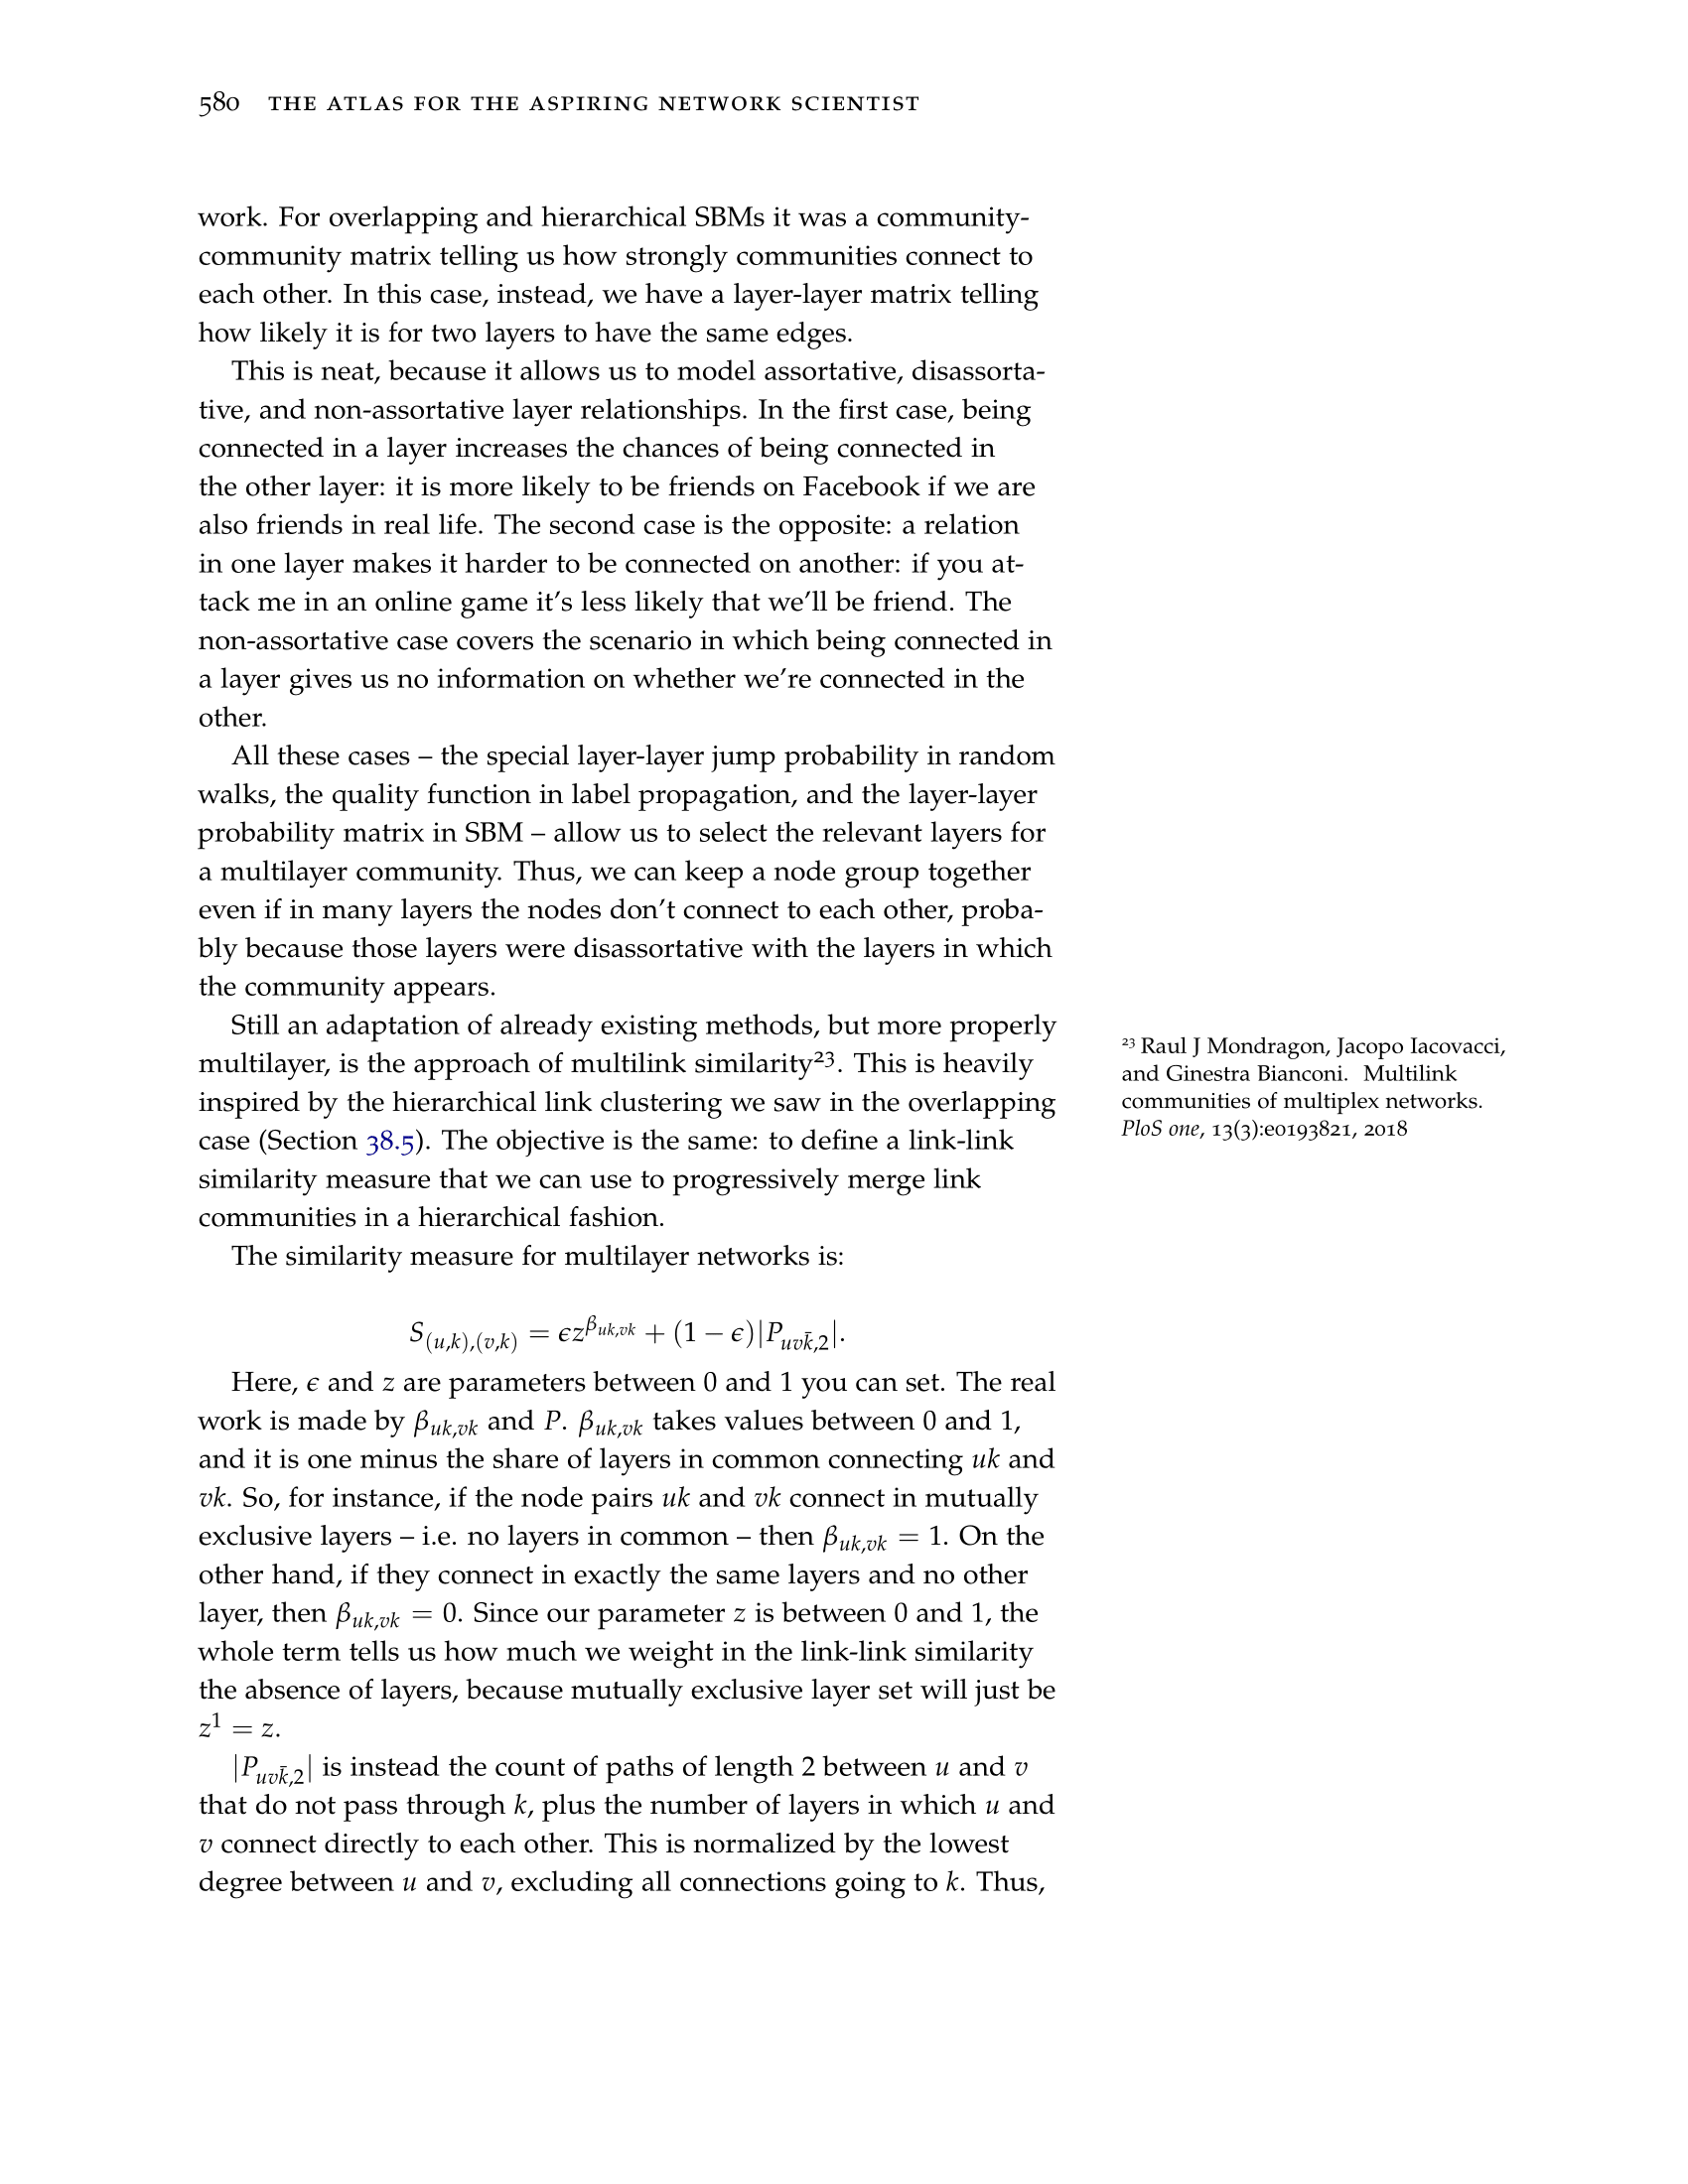 580 THE ATLAS FOR THE ASPIRING NETWORK SCIENTIST
work. For overlapping and hierarchical SBMs it was a community-
community matrix telling us how strongly communities connect to
each other. In this case, instead, we have a layer-layer matrix telling
how likely it is for two layers to have the same edges.
This is neat, because it allows us to model assortative, disassorta-
tive, and non-assortative layer relationships. In the first case, being
connected in a layer increases the chances of being connected in
the other layer: it is more likely to be friends on Facebook if we are
also friends in real life. The second case is the opposite: a relation
in one layer makes it harder to be connected on another: if you at-
tack me in an online game it's less likely that we'll be friend. The
non-assortative case covers the scenario in which being connected in
a layer gives us no information on whether we're connected in the
other.
All these cases – the special layer-layer jump probability in random
walks, the quality function in label propagation, and the layer-layer
probability matrix in SBM – allow us to select the relevant layers for
a multilayer community. Thus, we can keep a node group together
even if in many layers the nodes don't connect to each other, proba-
bly because those layers were disassortative with the layers in which
the community appears.
Still an adaptation of already existing methods, but more properly
multilayer, is the approach of multilink similarity²³. This is heavily
inspired by the hierarchical link clustering we saw in the overlapping
case (Section 38.5). The objective is the same: to define a link-link
similarity measure that we can use to progressively merge link
communities in a hierarchical fashion.
The similarity measure for multilayer networks is:
$S_{(u,k),(v,k)} = \epsilon z^{\beta_{uk,vk}} + (1 - \epsilon)|P_{uv\bar{k},2}|.$
Here, ϵ and z are parameters between 0 and 1 you can set. The real
work is made by $\beta_{uk,vk}$ and P. $\beta_{uk,vk}$ takes values between 0 and 1,
and it is one minus the share of layers in common connecting uk and
vk. So, for instance, if the node pairs uk and vk connect in mutually
exclusive layers – i.e. no layers in common – then $\beta_{uk,vk} = 1$. On the
other hand, if they connect in exactly the same layers and no other
layer, then $\beta_{uk,vk} = 0$. Since our parameter z is between 0 and 1, the
whole term tells us how much we weight in the link-link similarity
the absence of layers, because mutually exclusive layer set will just be
$z^1 = z$.
$|P_{uv\bar{k},2}|$ is instead the count of paths of length 2 between u and v
that do not pass through k, plus the number of layers in which u and
v connect directly to each other. This is normalized by the lowest
degree between u and v, excluding all connections going to k. Thus,
²³ Raul J Mondragon, Jacopo Iacovacci,
and Ginestra Bianconi. Multilink
communities of multiplex networks.
PloS one, 13(3):e0193821, 2018